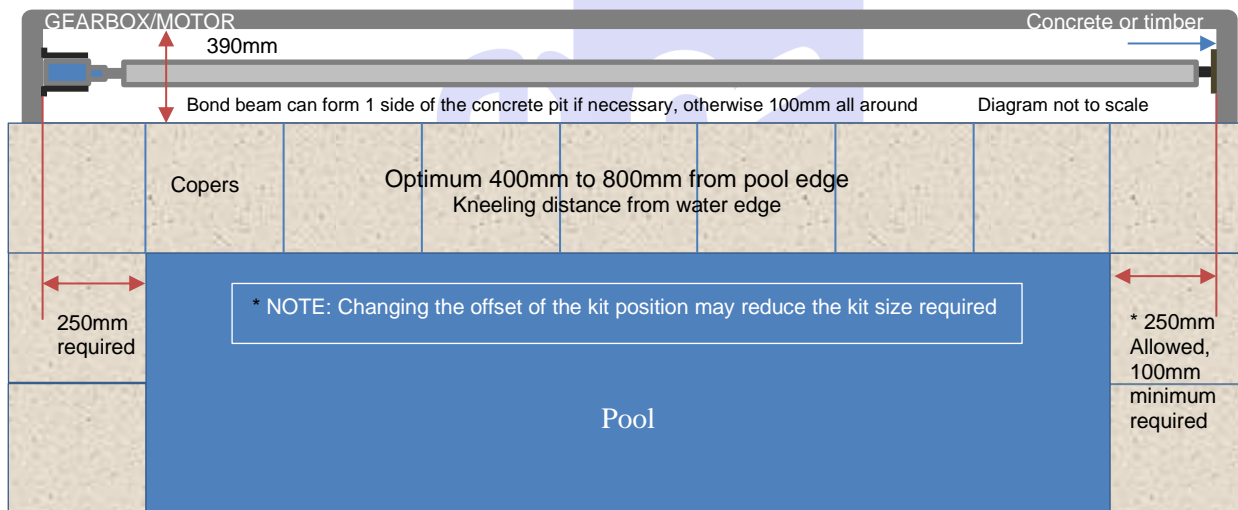 GEARBOX/MOTOR
Concrete or timber
390mm
Bond beam can form 1 side of the concrete pit if necessary, otherwise 100mm all around
Diagram not to scale
Copers
Optimum 400mm to 800mm from pool edge
Kneeling distance from water edge
* NOTE: Changing the offset of the kit position may reduce the kit size required
250mm
required
* 250mm
Allowed,
100mm
minimum
required
Pool